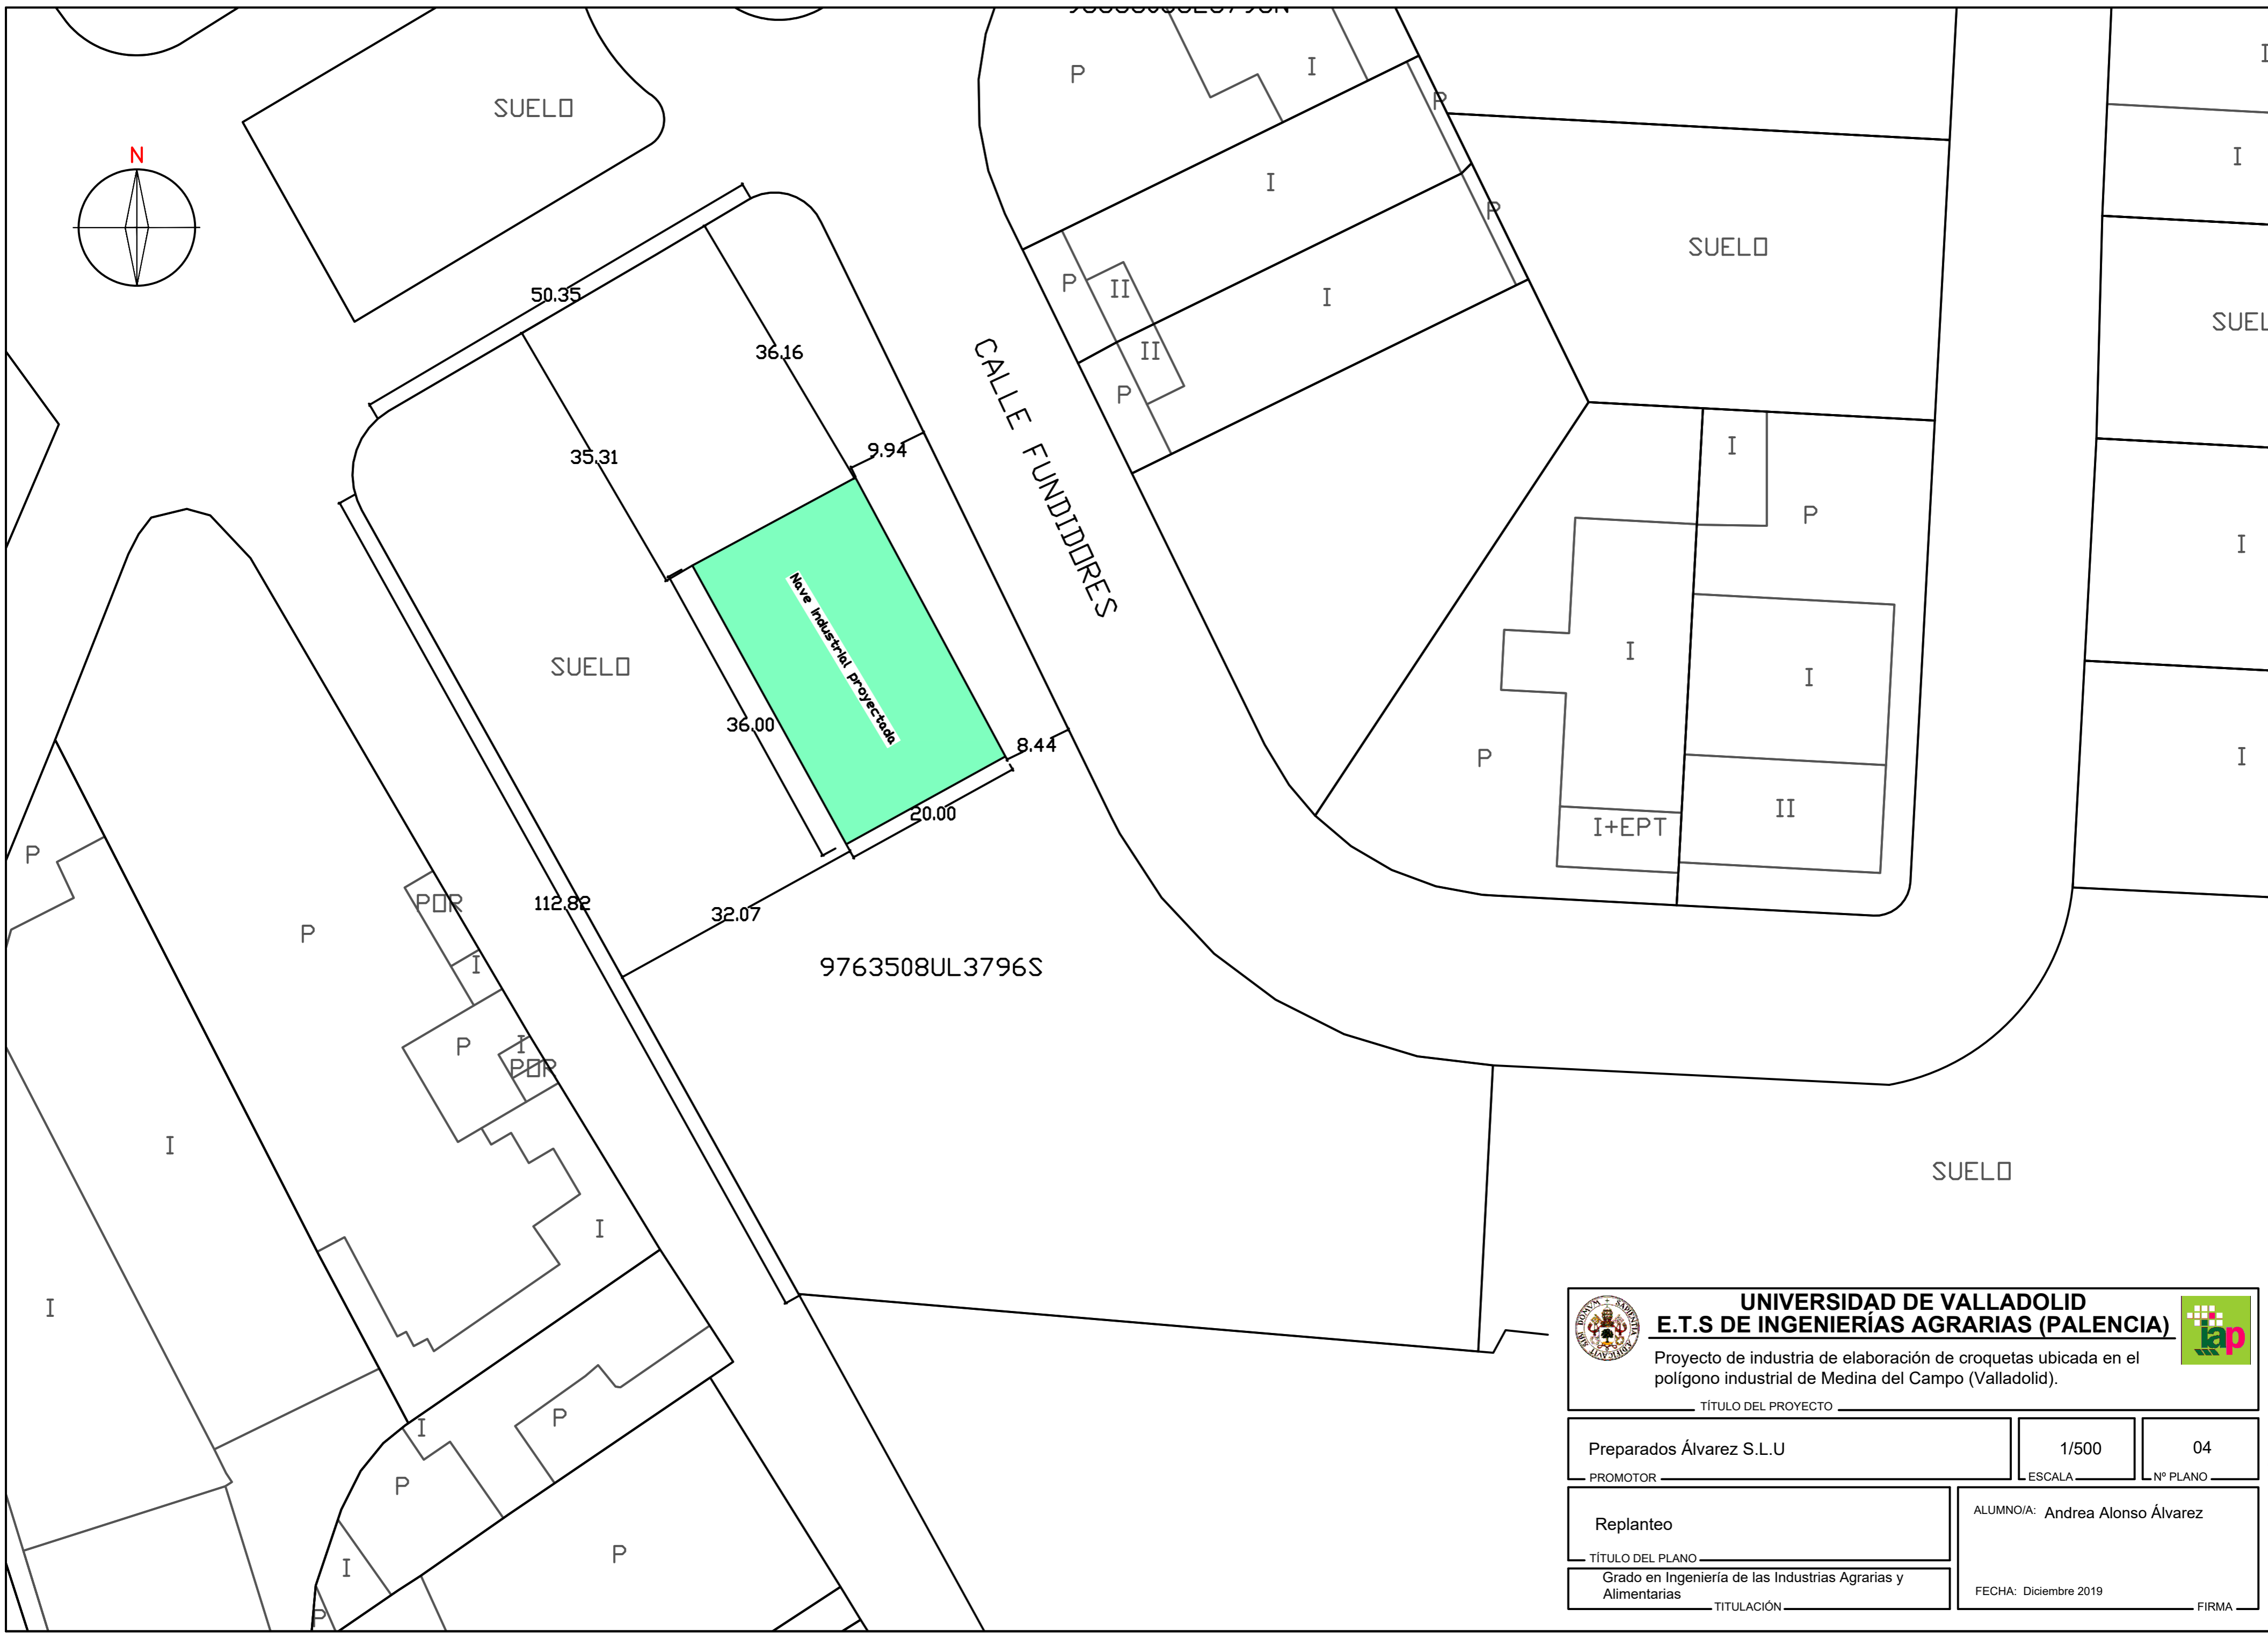 P
I
P
I
SUELO
N
I
I
P
SUELO
SUEL
P
II
I
II
P
50.35
36.16
35.31
9.94
CALLE FUNDIDORES
I
P
I
I
I
P
II
I+EPT
I
I
SUELO
Nave industrial proyectada
36.00
8.44
20.00
112.82
32.07
9763508UL3796S
P
P
POR
I
P
I
POR
I
I
I
I
P
P
I
P
P
SUELO
UNIVERSIDAD DE VALLADOLID
E.T.S DE INGENIERÍAS AGRARIAS (PALENCIA)
iap
Proyecto de industria de elaboración de croquetas ubicada en el
polígono industrial de Medina del Campo (Valladolid).
TÍTULO DEL PROYECTO
Preparados Álvarez S.L.U
PROMOTOR
1/500
ESCALA
04
Nº PLANO
Replanteo
TÍTULO DEL PLANO
ALUMNO/A: Andrea Alonso Álvarez
Grado en Ingeniería de las Industrias Agrarias y
Alimentarias
TITULACIÓN
FECHA: Diciembre 2019
FIRMA